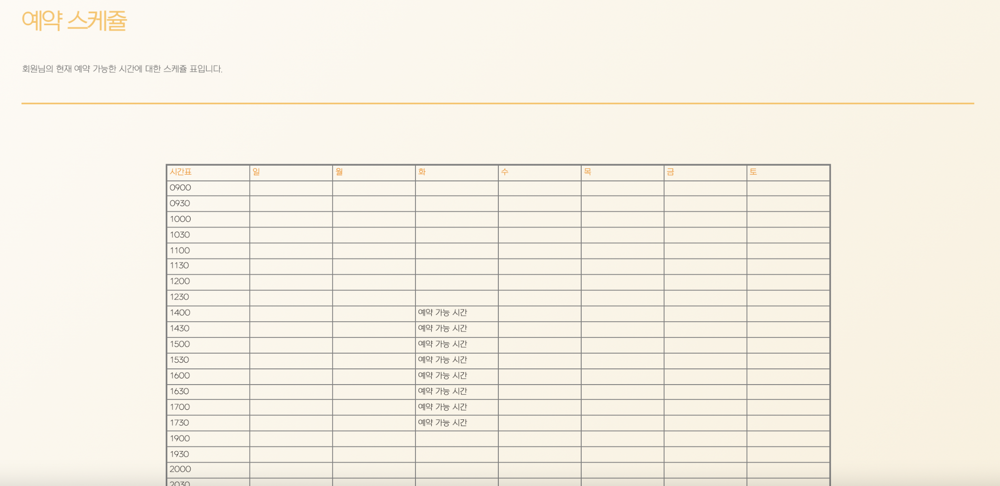 예약 스케쥴
회원님의 현재 예약 가능한 시간에 대한 스케쥴 표입니다.
시간표 일 월 화 수 목 금 토
0900
0930
1000
1030
1100
1130
1200
1230
1400 예약 가능 시간
1430 예약 가능 시간
1500 예약 가능 시간
1530 예약 가능 시간
1600 예약 가능 시간
1630 예약 가능 시간
1700 예약 가능 시간
1730 예약 가능 시간
1900
1930
2000
2030